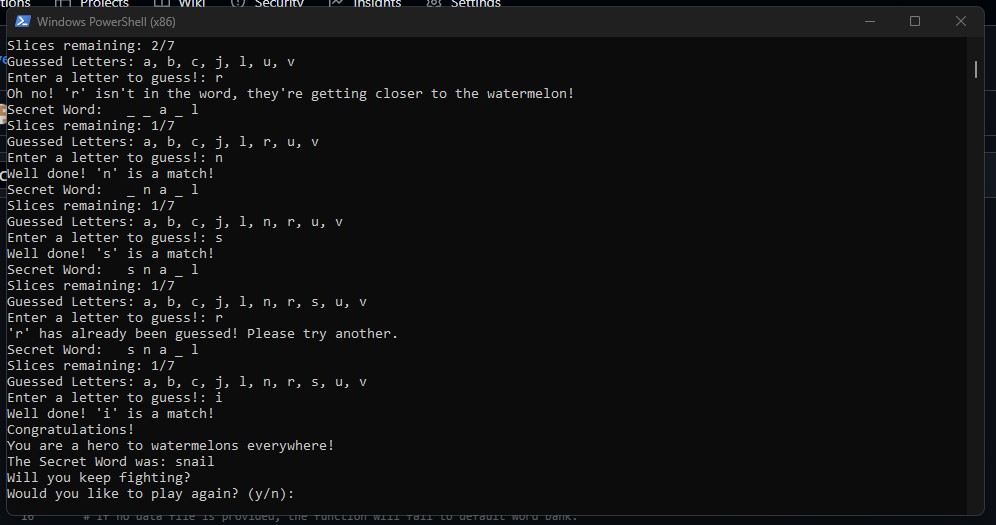 Projects Wiki Security Insights Settings
Windows PowerShell (x86)
Slices remaining: 2/7
Guessed Letters: a, b, c, j, l, u, v
Enter a letter to guess!: r
Oh no! 'r' isn't in the word, they're getting closer to the watermelon!
Secret Word:   _ _ a _ l
Slices remaining: 1/7
Guessed Letters: a, b, c, j, l, r, u, v
Enter a letter to guess!: n
Well done! 'n' is a match!
Secret Word:   _ n a _ l
Slices remaining: 1/7
Guessed Letters: a, b, c, j, l, n, r, u, v
Enter a letter to guess!: s
Well done! 's' is a match!
Secret Word:   s n a _ l
Slices remaining: 1/7
Guessed Letters: a, b, c, j, l, n, r, s, u, v
Enter a letter to guess!: r
'r' has already been guessed! Please try another.
Secret Word:   s n a _ l
Slices remaining: 1/7
Guessed Letters: a, b, c, j, l, n, r, s, u, v
Enter a letter to guess!: i
Well done! 'i' is a match!
Congratulations!
You are a hero to watermelons everywhere!
The Secret Word was: snail
Will you keep fighting?
Would you like to play again? (y/n):
16 # If no data file is provided, the function will fall to default word bank.